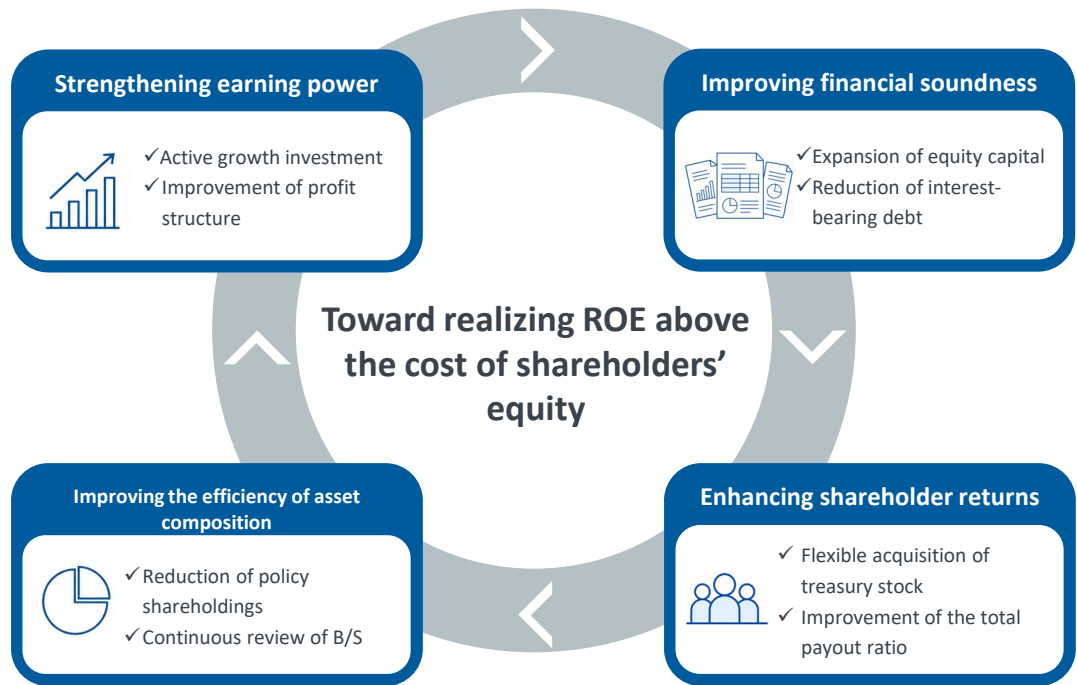 Strengthening earning power
✓Active growth investment
✓Improvement of profit
structure
Improving financial soundness
✓Expansion of equity capital
✓Reduction of interest-
bearing debt
Toward realizing ROE above
the cost of shareholders’
equity
Improving the efficiency of asset
composition
✓Reduction of policy
shareholdings
✓Continuous review of B/S
Enhancing shareholder returns
✓ Flexible acquisition of
treasury stock
✓ Improvement of the total
payout ratio